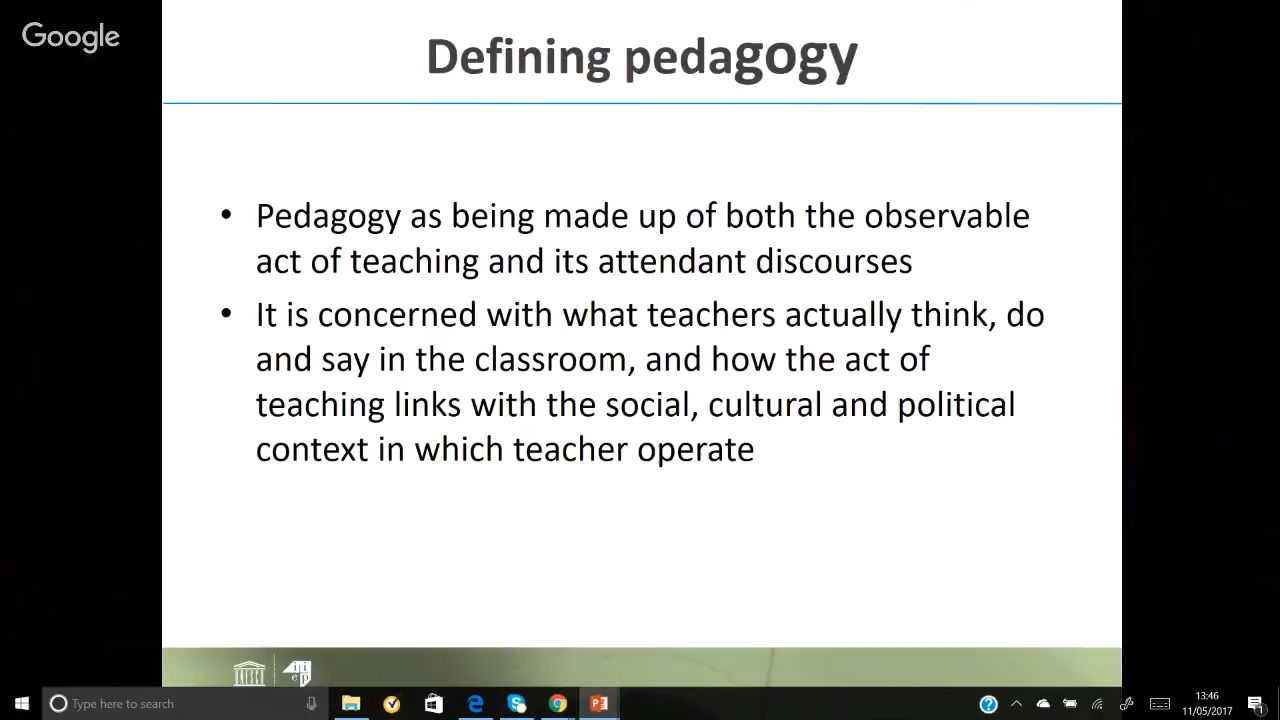 Google
Defining pedagogy
• Pedagogy as being made up of both the observable
act of teaching and its attendant discourses
• It is concerned with what teachers actually think, do
and say in the classroom, and how the act of
teaching links with the social, cultural and political
context in which teacher operate
Type here to search
13:46
11/05/2017